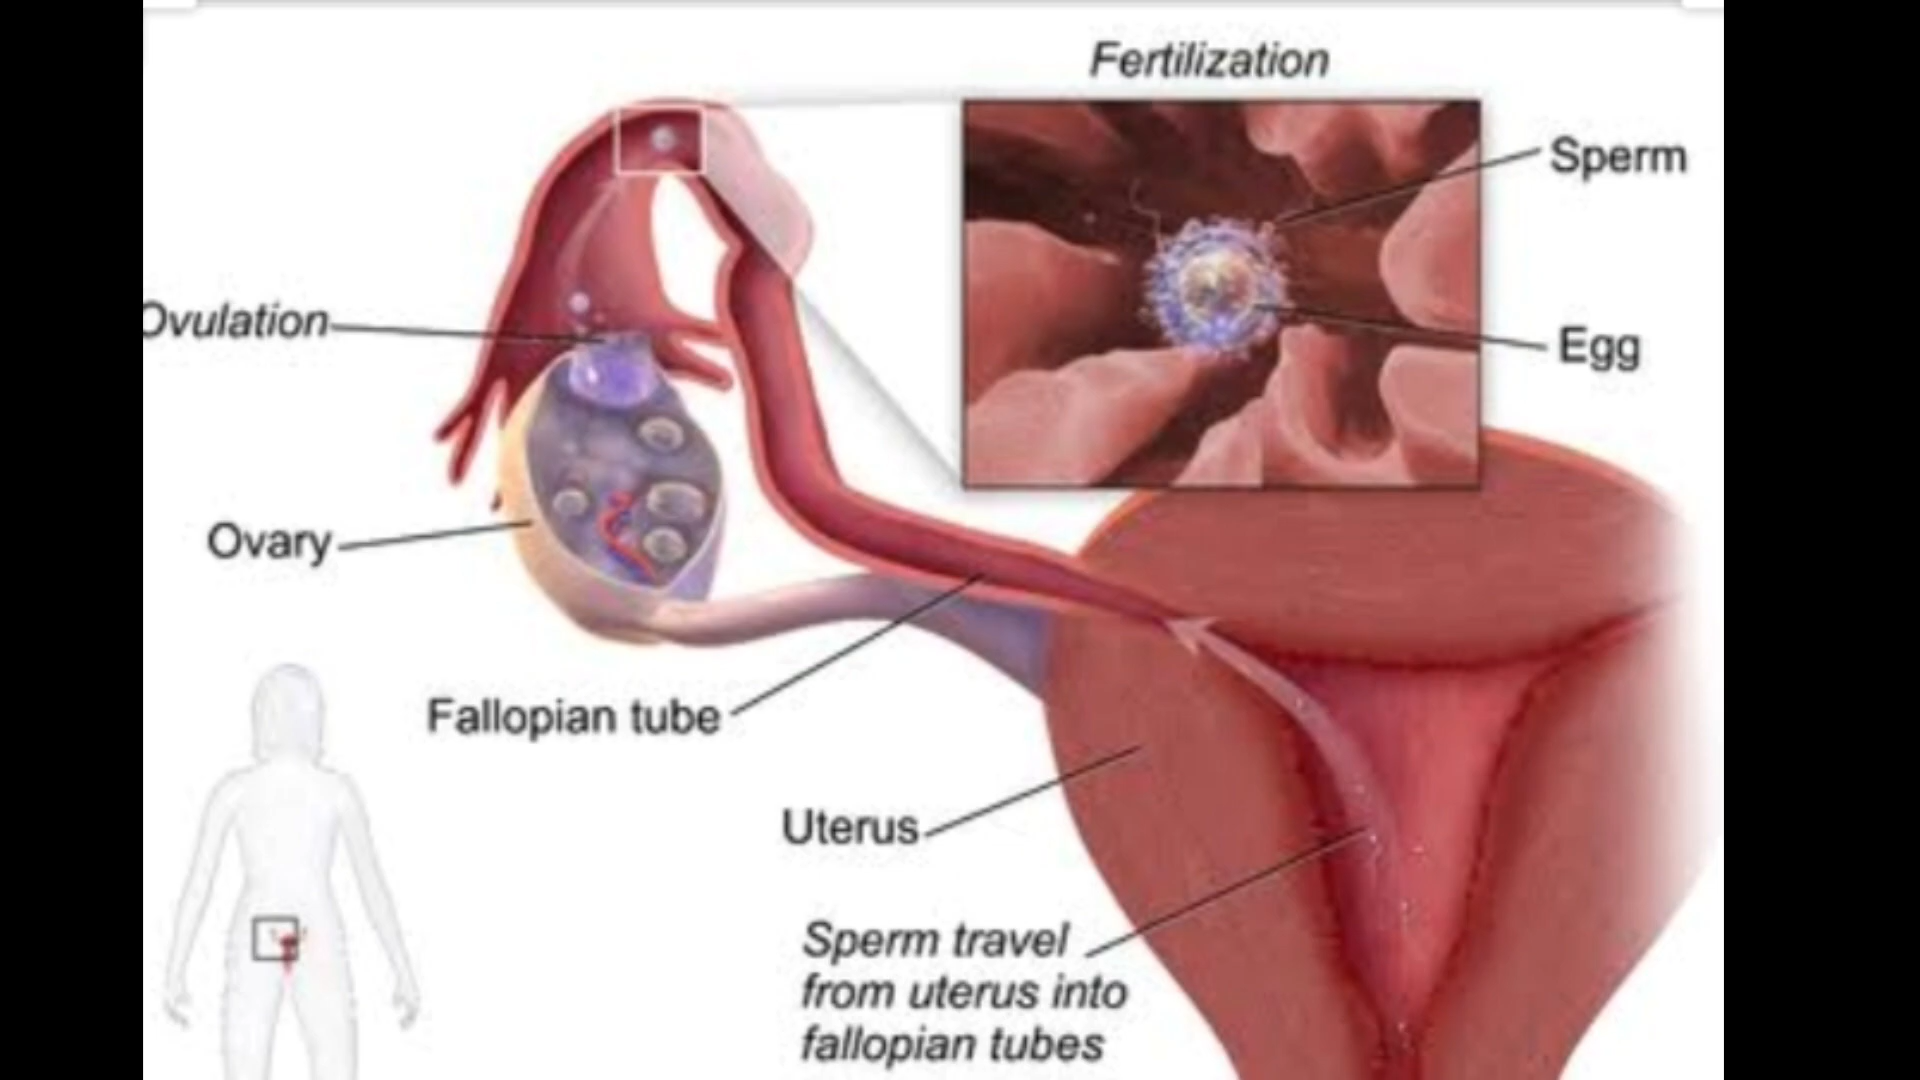 Fertilization
Sperm
Ovulation
Egg
Ovary
Fallopian tube
Uterus
Sperm travel
from uterus into
fallopian tubes